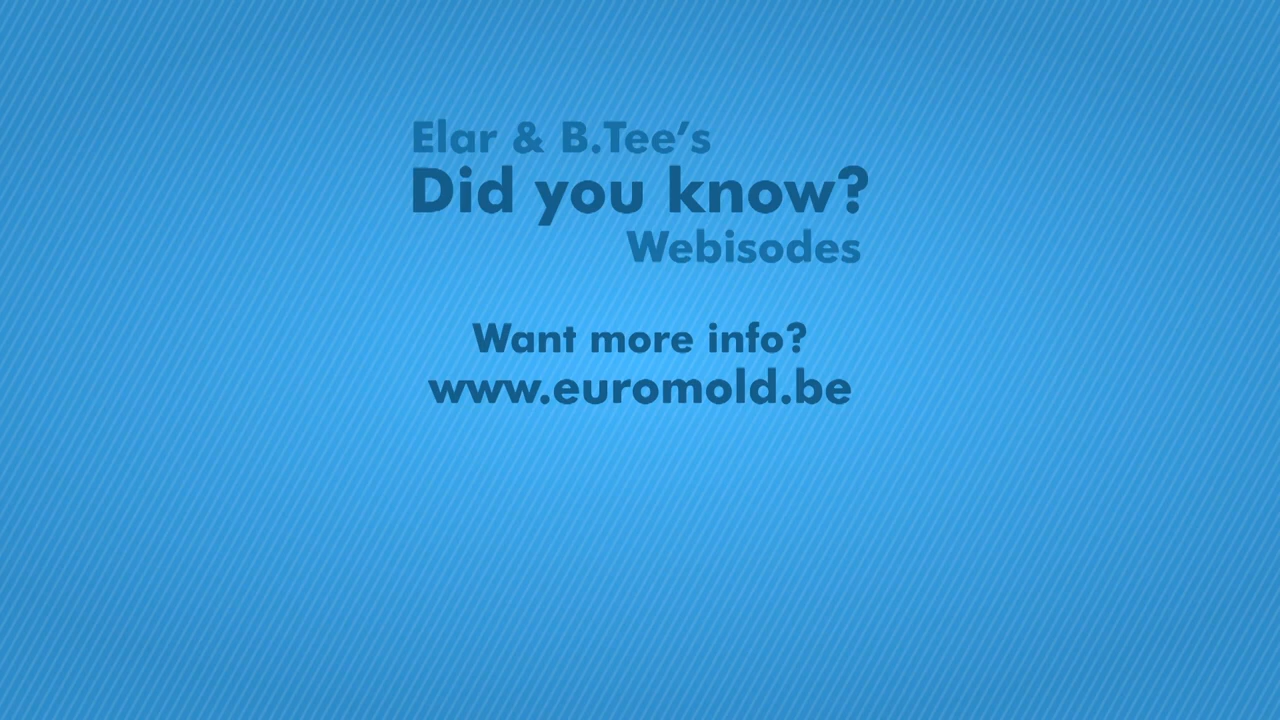 Elar & B.Tee’s
Did you know?
Webisodes
Want more info?
www.euromold.be